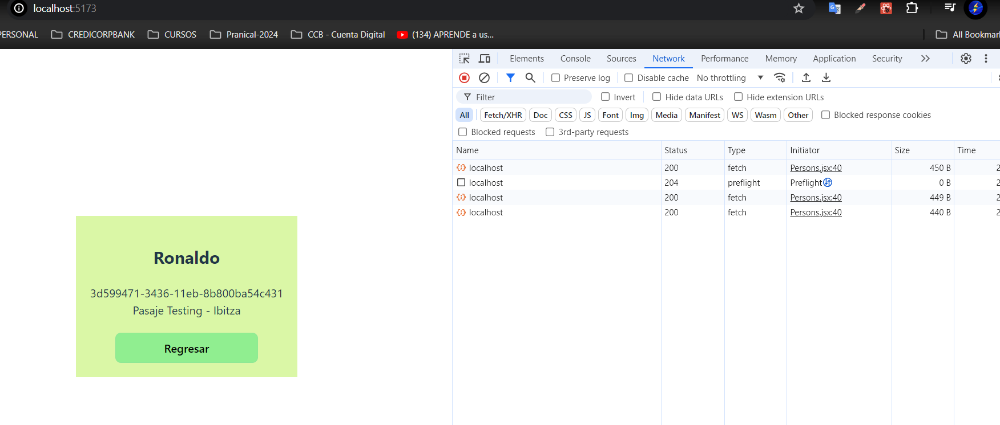 localhost:5173
PERSONAL CREDICORPBANK CURSOS Pranical-2024 CCB - Cuenta Digital (134) APRENDE a us... All Bookmar
Elements Console Sources Network Performance Memory Application Security
Preserve log Disable cache No throttling
Filter Invert Hide data URLs Hide extension URLs
All Fetch/XHR Doc CSS JS Font Img Media Manifest WS Wasm Other Blocked response cookies
Blocked requests 3rd-party requests
Name Status Type Initiator Size Time
localhost 200 fetch Persons.jsx:40 450 B 2
localhost 204 preflight Preflight 0 B 2
localhost 200 fetch Persons.jsx:40 449 B 2
localhost 200 fetch Persons.jsx:40 440 B 2
Ronaldo
3d599471-3436-11eb-8b800ba54c431
Pasaje Testing - Ibitza
Regresar